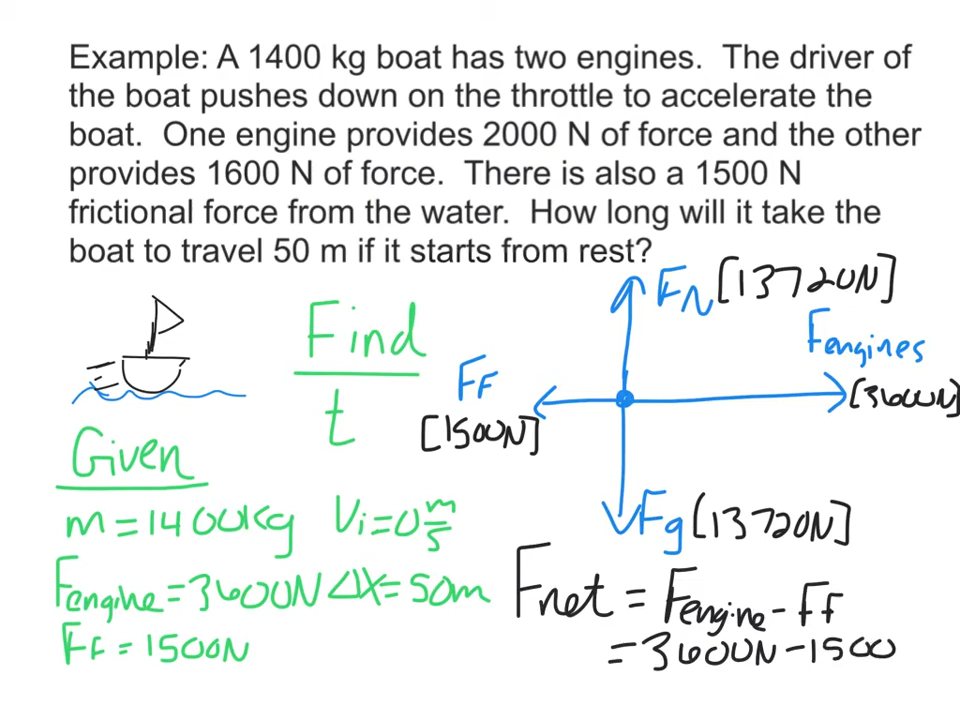 Example: A 1400 kg boat has two engines. The driver of
the boat pushes down on the throttle to accelerate the
boat. One engine provides 2000 N of force and the other
provides 1600 N of force. There is also a 1500 N
frictional force from the water. How long will it take the
boat to travel 50 m if it starts from rest?
FN [13720N]
Fengines
[3600N]
Find
t
FF
[1500N]
Given
m=1400kg Vi=0 m/s
Fengine=3600N ΔX=50m
FF=1500N
Fg [13720N]
Fnet = Fengine - FF
=3600N-1500